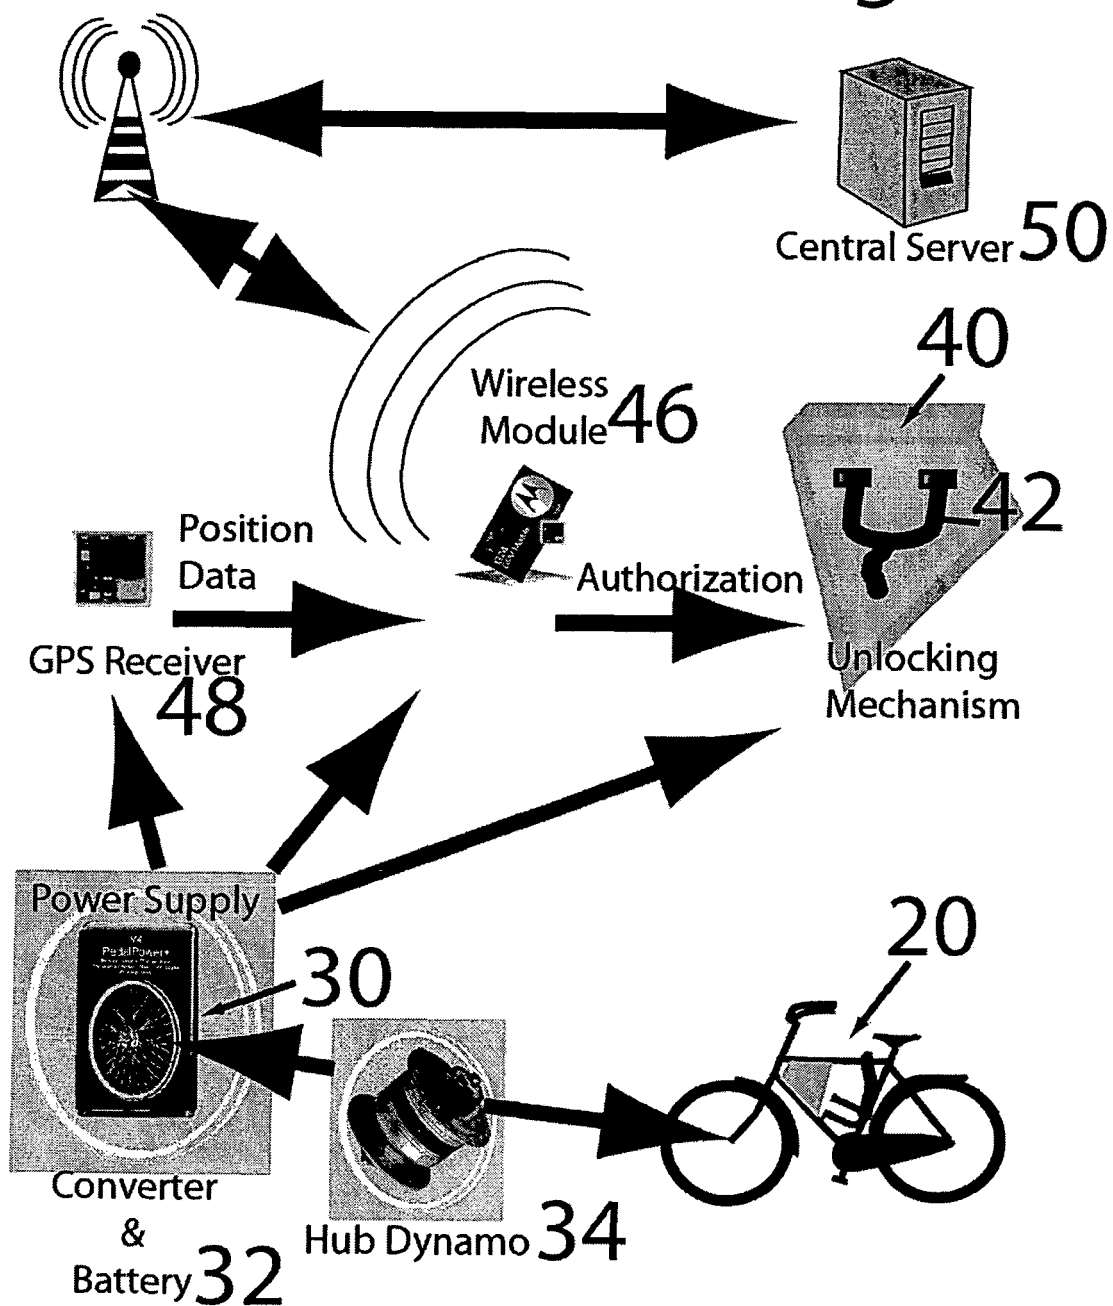 Central Server 50
40
Wireless
Module 46
42
Position
Data
Authorization
GPS Receiver
48
Unlocking
Mechanism
Power Supply
PedalPower+
30
20
Converter
&
Battery 32
Hub Dynamo 34